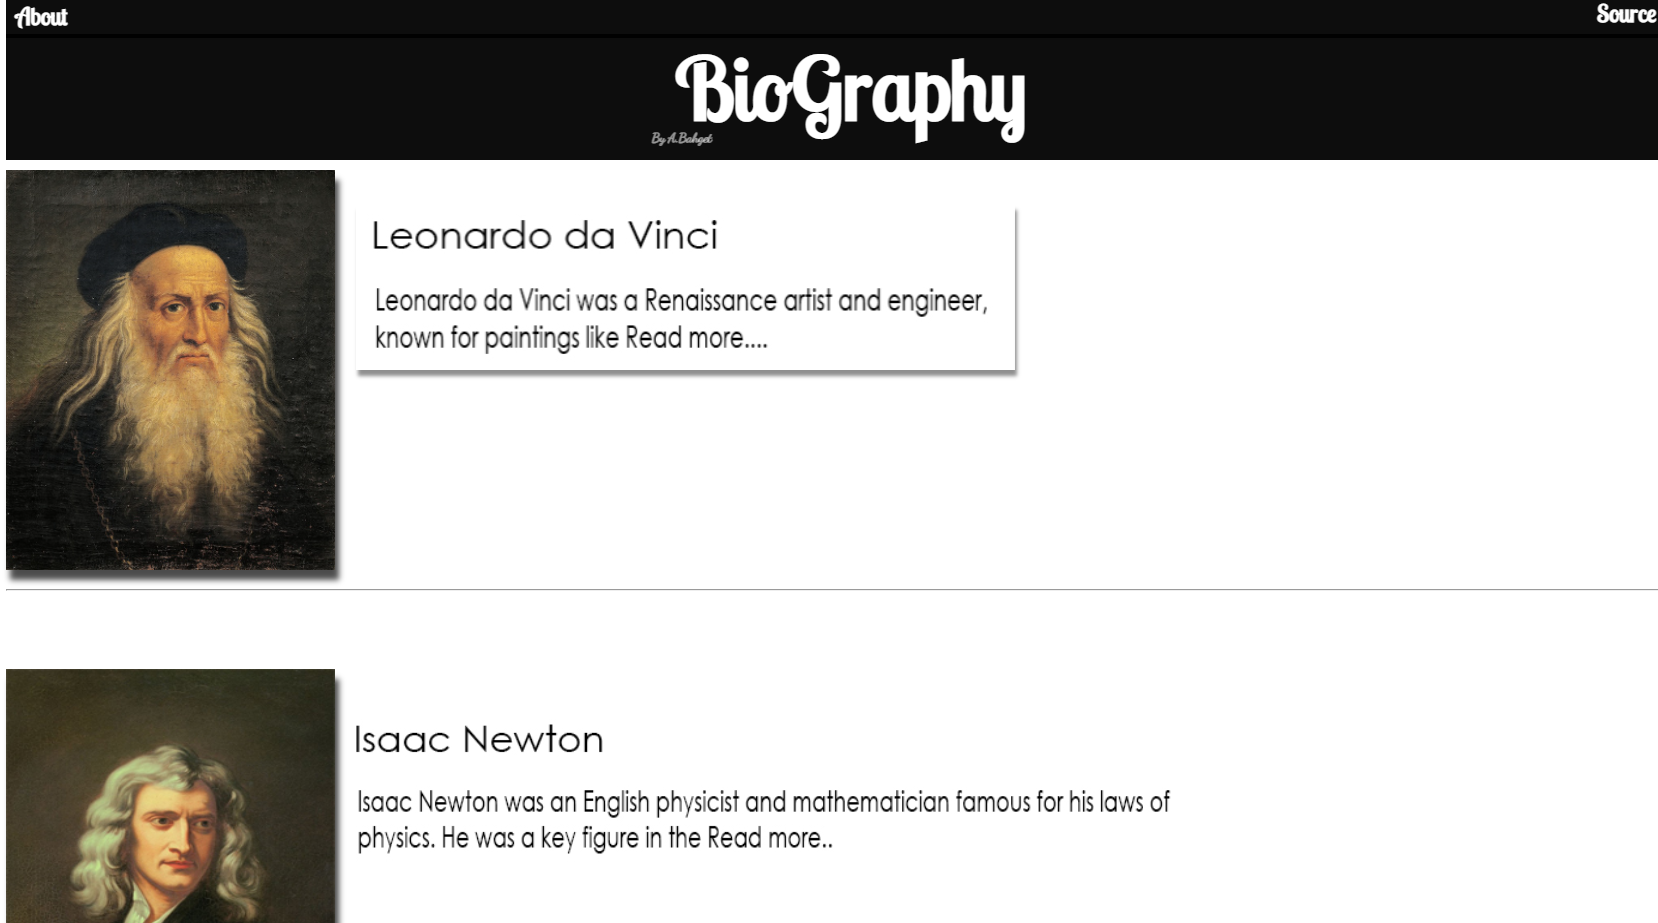 About
Source
BioGraphy
By A.Bahget
Leonardo da Vinci
Leonardo da Vinci was a Renaissance artist and engineer,
known for paintings like Read more....
Isaac Newton
Isaac Newton was an English physicist and mathematician famous for his laws of
physics. He was a key figure in the Read more..